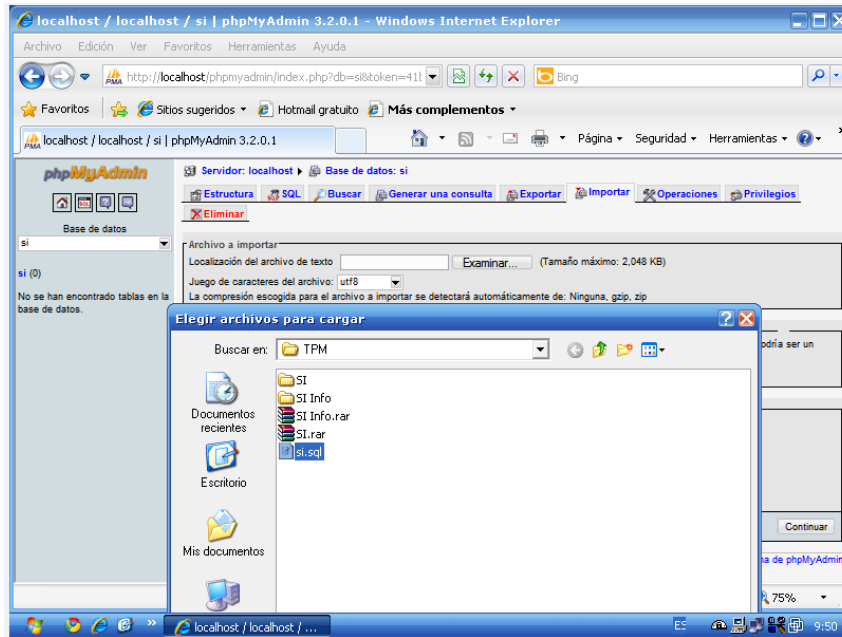 localhost / localhost / si | phpMyAdmin 3.2.0.1 - Windows Internet Explorer
Archivo Edición Ver Favoritos Herramientas Ayuda
http://localhost/phpmyadmin/index.php?db=si&token=41 Bing
Favoritos Sitios sugeridos Hotmail gratuito Más complementos
localhost / localhost / si | phpMyAdmin 3.2.0.1 Página Seguridad Herramientas
phpMyAdmin
Base de datos
si
si (0)
No se han encontrado tablas en la
base de datos.
Servidor: localhost Base de datos: si
Estructura SQL Buscar Generar una consulta Exportar Importar Operaciones Privilegios
Eliminar
Archivo a importar
Localización del archivo de texto Examinar... (Tamaño máximo: 2,048 KB)
Juego de caracteres del archivo: utf8
La compresión escogida para el archivo a importar se detectará automáticamente de: Ninguna, gzip, zip
Elegir archivos para cargar
Buscar en: TPM
Documentos
recientes
Escritorio
Mis documentos
SI
SI Info
SI Info.rar
SI.rar
si.sql
odría ser un
Continuar
na de phpMyAdmin
75%
localhost / localhost / ...
ES 9:50